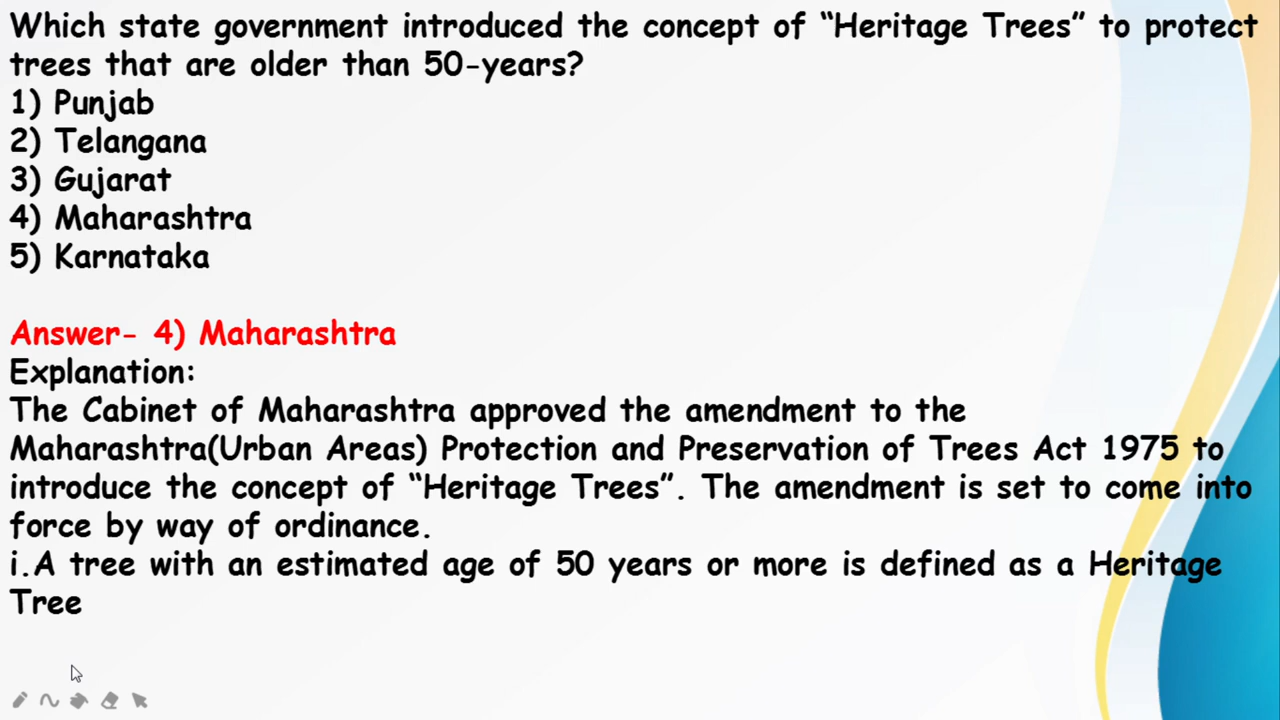 Which state government introduced the concept of “Heritage Trees” to protect
trees that are older than 50-years?
1) Punjab
2) Telangana
3) Gujarat
4) Maharashtra
5) Karnataka
Answer- 4) Maharashtra
Explanation:
The Cabinet of Maharashtra approved the amendment to the
Maharashtra(Urban Areas) Protection and Preservation of Trees Act 1975 to
introduce the concept of “Heritage Trees”. The amendment is set to come into
force by way of ordinance.
i.A tree with an estimated age of 50 years or more is defined as a Heritage
Tree